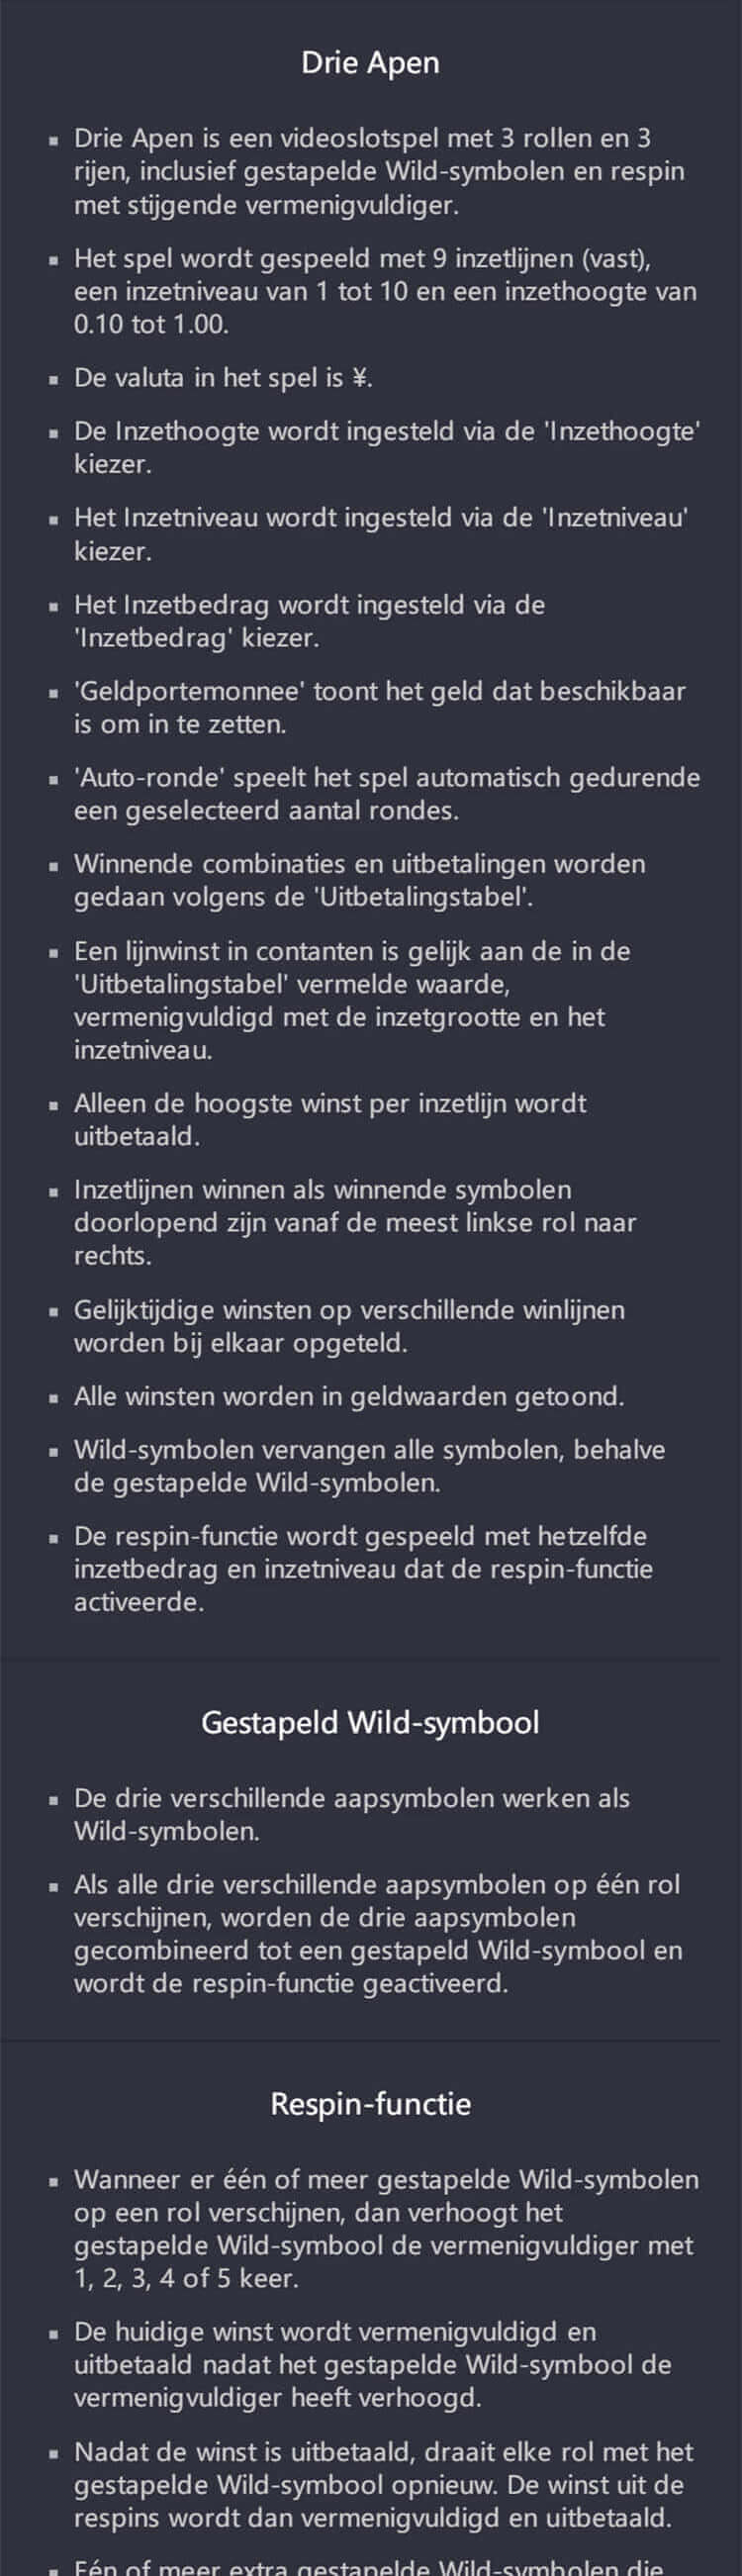 Drie Apen
▪ Drie Apen is een videoslotspel met 3 rollen en 3
rijen, inclusief gestapelde Wild-symbolen en respin
met stijgende vermenigvuldiger.
▪ Het spel wordt gespeeld met 9 inzetlijnen (vast),
een inzetniveau van 1 tot 10 en een inzethoogte van
0.10 tot 1.00.
▪ De valuta in het spel is ¥.
▪ De Inzethoogte wordt ingesteld via de 'Inzethoogte'
kiezer.
▪ Het Inzetniveau wordt ingesteld via de 'Inzetniveau'
kiezer.
▪ Het Inzetbedrag wordt ingesteld via de
'Inzetbedrag' kiezer.
▪ 'Geldportemonnee' toont het geld dat beschikbaar
is om in te zetten.
▪ 'Auto-ronde' speelt het spel automatisch gedurende
een geselecteerd aantal rondes.
▪ Winnende combinaties en uitbetalingen worden
gedaan volgens de 'Uitbetalingstabel'.
▪ Een lijnwinst in contanten is gelijk aan de in de
'Uitbetalingstabel' vermelde waarde,
vermenigvuldigd met de inzetgrootte en het
inzetniveau.
▪ Alleen de hoogste winst per inzetlijn wordt
uitbetaald.
▪ Inzetlijnen winnen als winnende symbolen
doorlopend zijn vanaf de meest linkse rol naar
rechts.
▪ Gelijktijdige winsten op verschillende winlijnen
worden bij elkaar opgeteld.
▪ Alle winsten worden in geldwaarden getoond.
▪ Wild-symbolen vervangen alle symbolen, behalve
de gestapelde Wild-symbolen.
▪ De respin-functie wordt gespeeld met hetzelfde
inzetbedrag en inzetniveau dat de respin-functie
activeerde.
Gestapeld Wild-symbool
▪ De drie verschillende aapsymbolen werken als
Wild-symbolen.
▪ Als alle drie verschillende aapsymbolen op één rol
verschijnen, worden de drie aapsymbolen
gecombineerd tot een gestapeld Wild-symbool en
wordt de respin-functie geactiveerd.
Respin-functie
▪ Wanneer er één of meer gestapelde Wild-symbolen
op een rol verschijnen, dan verhoogt het
gestapelde Wild-symbool de vermenigvuldiger met
1, 2, 3, 4 of 5 keer.
▪ De huidige winst wordt vermenigvuldigd en
uitbetaald nadat het gestapelde Wild-symbool de
vermenigvuldiger heeft verhoogd.
▪ Nadat de winst is uitbetaald, draait elke rol met het
gestapelde Wild-symbool opnieuw. De winst uit de
respins wordt dan vermenigvuldigd en uitbetaald.
▪ Eén of meer extra gestapelde Wild-symbolen die